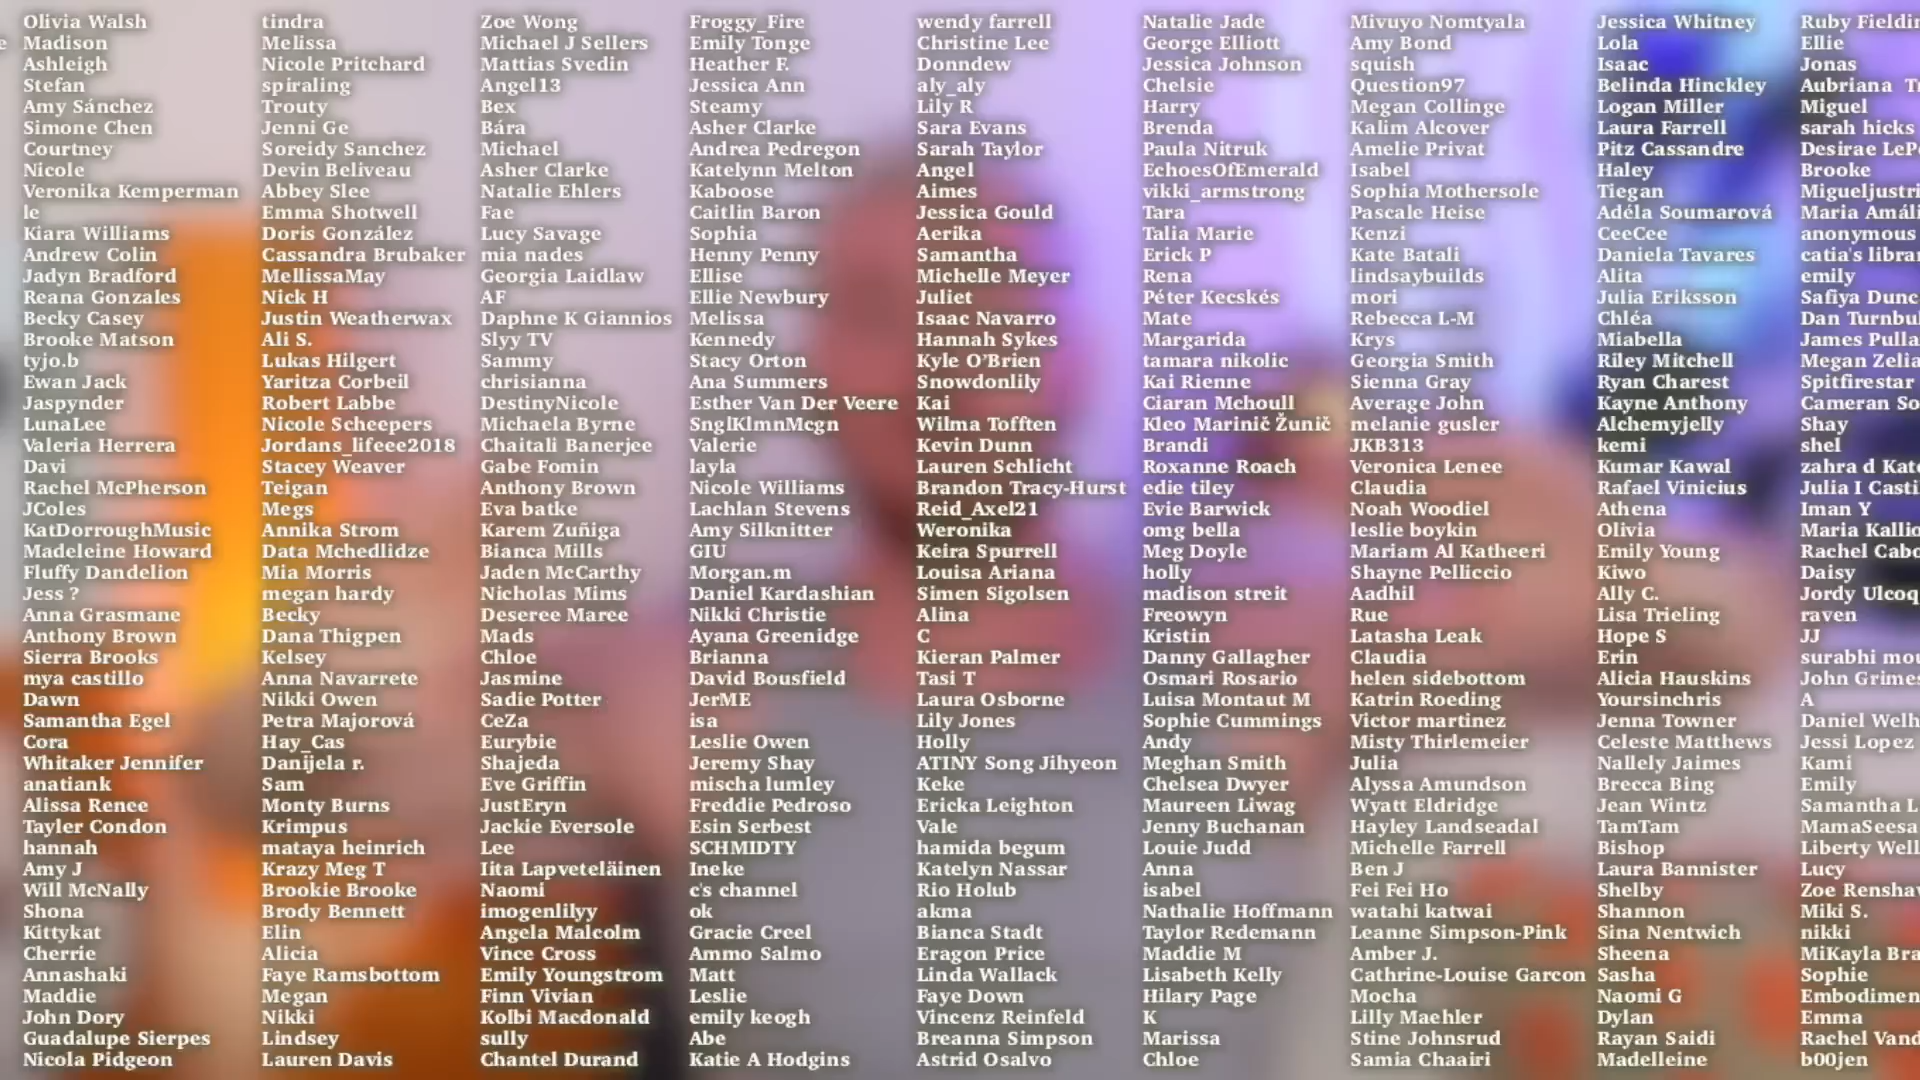 Olivia Walsh
Madison
Ashleigh
Stefan
Amy Sánchez
Simone Chen
Courtney
Nicole
Veronika Kemperman
le
Kiara Williams
Andrew Colin
Jadyn Bradford
Reana Gonzales
Becky Casey
Brooke Matson
tyjo.b
Ewan Jack
Jaspynder
LunaLee
Valeria Herrera
Davi
Rachel McPherson
JColes
KatDorroughMusic
Madeleine Howard
Fluffy Dandelion
Jess ?
Anna Grasmane
Anthony Brown
Sierra Brooks
mya castillo
Dawn
Samantha Egel
Cora
Whitaker Jennifer
anatiank
Alissa Renee
Tayler Condon
hannah
Amy J
Will McNally
Shona
Kittykat
Cherrie
Annashaki
Maddie
John Dory
Guadalupe Sierpes
Nicola Pidgeon
tindra
Melissa
Nicole Pritchard
spiraling
Trouty
Jenni Ge
Soreidy Sanchez
Devin Beliveau
Abbey Slee
Emma Shotwell
Doris González
Cassandra Brubaker
MellissaMay
Nick H
Justin Weatherwax
Ali S.
Lukas Hilgert
Yaritza Corbeil
Robert Labbe
Nicole Scheepers
Jordans_lifeee2018
Stacey Weaver
Teigan
Megs
Annika Strom
Data Mchedlidze
Mia Morris
megan hardy
Becky
Dana Thigpen
Kelsey
Anna Navarrete
Nikki Owen
Petra Majorová
Hay_Cas
Danijela r.
Sam
Monty Burns
Krimpus
mataya heinrich
Krazy Meg T
Brookie Brooke
Brody Bennett
Elin
Alicia
Faye Ramsbottom
Megan
Nikki
Lindsey
Lauren Davis
Zoe Wong
Michael J Sellers
Mattias Svedin
Angel13
Bex
Bára
Michael
Asher Clarke
Natalie Ehlers
Fae
Lucy Savage
mia nades
Georgia Laidlaw
AF
Daphne K Giannios
Slyy TV
Sammy
chrisianna
DestinyNicole
Michaela Byrne
Chaitali Banerjee
Gabe Fomin
Anthony Brown
Eva batke
Karem Zuñiga
Bianca Mills
Jaden McCarthy
Nicholas Mims
Deseree Maree
Mads
Chloe
Jasmine
Sadie Potter
CeZa
Eurybie
Shajeda
Eve Griffin
JustEryn
Jackie Eversole
Lee
Iita Lapveteläinen
Naomi
imogenlilyy
Angela Malcolm
Vince Cross
Emily Youngstrom
Finn Vivian
Kolbi Macdonald
sully
Chantel Durand
Froggy_Fire
Emily Tonge
Heather F.
Jessica Ann
Steamy
Asher Clarke
Andrea Pedregon
Katelynn Melton
Kaboose
Caitlin Baron
Sophia
Henny Penny
Ellise
Ellie Newbury
Melissa
Kennedy
Stacy Orton
Ana Summers
Esther Van Der Veere
SnglKlmnMcgn
Valerie
layla
Nicole Williams
Lachlan Stevens
Amy Silknitter
GIU
Morgan.m
Daniel Kardashian
Nikki Christie
Ayana Greenidge
Brianna
David Bousfield
JerME
isa
Leslie Owen
Jeremy Shay
mischa lumley
Freddie Pedroso
Esin Serbest
SCHMIDTY
Ineke
c's channel
ok
Gracie Creel
Ammo Salmo
Matt
Leslie
emily keogh
Abe
Katie A Hodgins
wendy farrell
Christine Lee
Donndew
aly_aly
Lily R
Sara Evans
Sarah Taylor
Angel
Aimes
Jessica Gould
Aerika
Samantha
Michelle Meyer
Juliet
Isaac Navarro
Hannah Sykes
Kyle O’Brien
Snowdonlily
Kai
Wilma Tofften
Kevin Dunn
Lauren Schlicht
Brandon Tracy-Hurst
Reid_Axel21
Weronika
Keira Spurrell
Louisa Ariana
Simen Sigolsen
Alina
C
Kieran Palmer
Tasi T
Laura Osborne
Lily Jones
Holly
ATINY Song Jihyeon
Keke
Ericka Leighton
Vale
hamida begum
Katelyn Nassar
Rio Holub
akma
Bianca Stadt
Eragon Price
Linda Wallack
Faye Down
Vincenz Reinfeld
Breanna Simpson
Astrid Osalvo
Natalie Jade
George Elliott
Jessica Johnson
Chelsie
Harry
Brenda
Paula Nitruk
EchoesOfEmerald
vikki_armstrong
Tara
Talia Marie
Erick P
Rena
Péter Kecskés
Mate
Margarida
tamara nikolic
Kai Rienne
Ciaran Mchoull
Kleo Marinič Žunič
Brandi
Roxanne Roach
edie tiley
Evie Barwick
omg bella
Meg Doyle
holly
madison streit
Freowyn
Kristin
Danny Gallagher
Osmari Rosario
Luisa Montaut M
Sophie Cummings
Andy
Meghan Smith
Chelsea Dwyer
Maureen Liwag
Jenny Buchanan
Louie Judd
Anna
isabel
Nathalie Hoffmann
Taylor Redemann
Maddie M
Lisabeth Kelly
Hilary Page
K
Marissa
Chloe
Mivuyo Nomtyala
Amy Bond
squish
Question97
Megan Collinge
Kalim Alcover
Amelie Privat
Isabel
Sophia Mothersole
Pascale Heise
Kenzi
Kate Batali
lindsaybuilds
mori
Rebecca L-M
Krys
Georgia Smith
Sienna Gray
Average John
melanie gusler
JKB313
Veronica Lenee
Claudia
Noah Woodiel
leslie boykin
Mariam Al Katheeri
Shayne Pelliccio
Aadhil
Rue
Latasha Leak
Claudia
helen sidebottom
Katrin Roeding
Victor martinez
Misty Thirlemeier
Julia
Alyssa Amundson
Wyatt Eldridge
Hayley Landseadal
Michelle Farrell
Ben J
Fei Fei Ho
watahi katwai
Leanne Simpson-Pink
Amber J.
Cathrine-Louise Garcon
Mocha
Lilly Maehler
Stine Johnsrud
Samia Chaairi
Jessica Whitney
Lola
Isaac
Belinda Hinckley
Logan Miller
Laura Farrell
Pitz Cassandre
Haley
Tiegan
Adéla Soumarová
CeeCee
Daniela Tavares
Alita
Julia Eriksson
Chléa
Miabella
Riley Mitchell
Ryan Charest
Kayne Anthony
Alchemyjelly
kemi
Kumar Kawal
Rafael Vinicius
Athena
Olivia
Emily Young
Kiwo
Ally C.
Lisa Trieling
Hope S
Erin
Alicia Hauskins
Yoursinchris
Jenna Towner
Celeste Matthews
Nallely Jaimes
Brecca Bing
Jean Wintz
TamTam
Bishop
Laura Bannister
Shelby
Shannon
Sina Nentwich
Sheena
Sasha
Naomi G
Dylan
Rayan Saidi
Madelleine
Ruby
Ellie
Jonas
Aubriana
Miguel
sarah hicks
Desirae
Brooke
Maria
anonymous
catia's
emily
Safiya
Dan
James
Megan
Spitfirestar
Cameran
Shay
shel
zahra d
Julia I
Iman Y
Maria
Rachel
Daisy
Jordy
raven
JJ
surabhi
John
A
Daniel
Jessi Lopez
Kami
Emily
Samantha
Liberty
Lucy
Zoe
Miki S.
nikki
MiKayla
Sophie
Emma
Rachel
b00jen